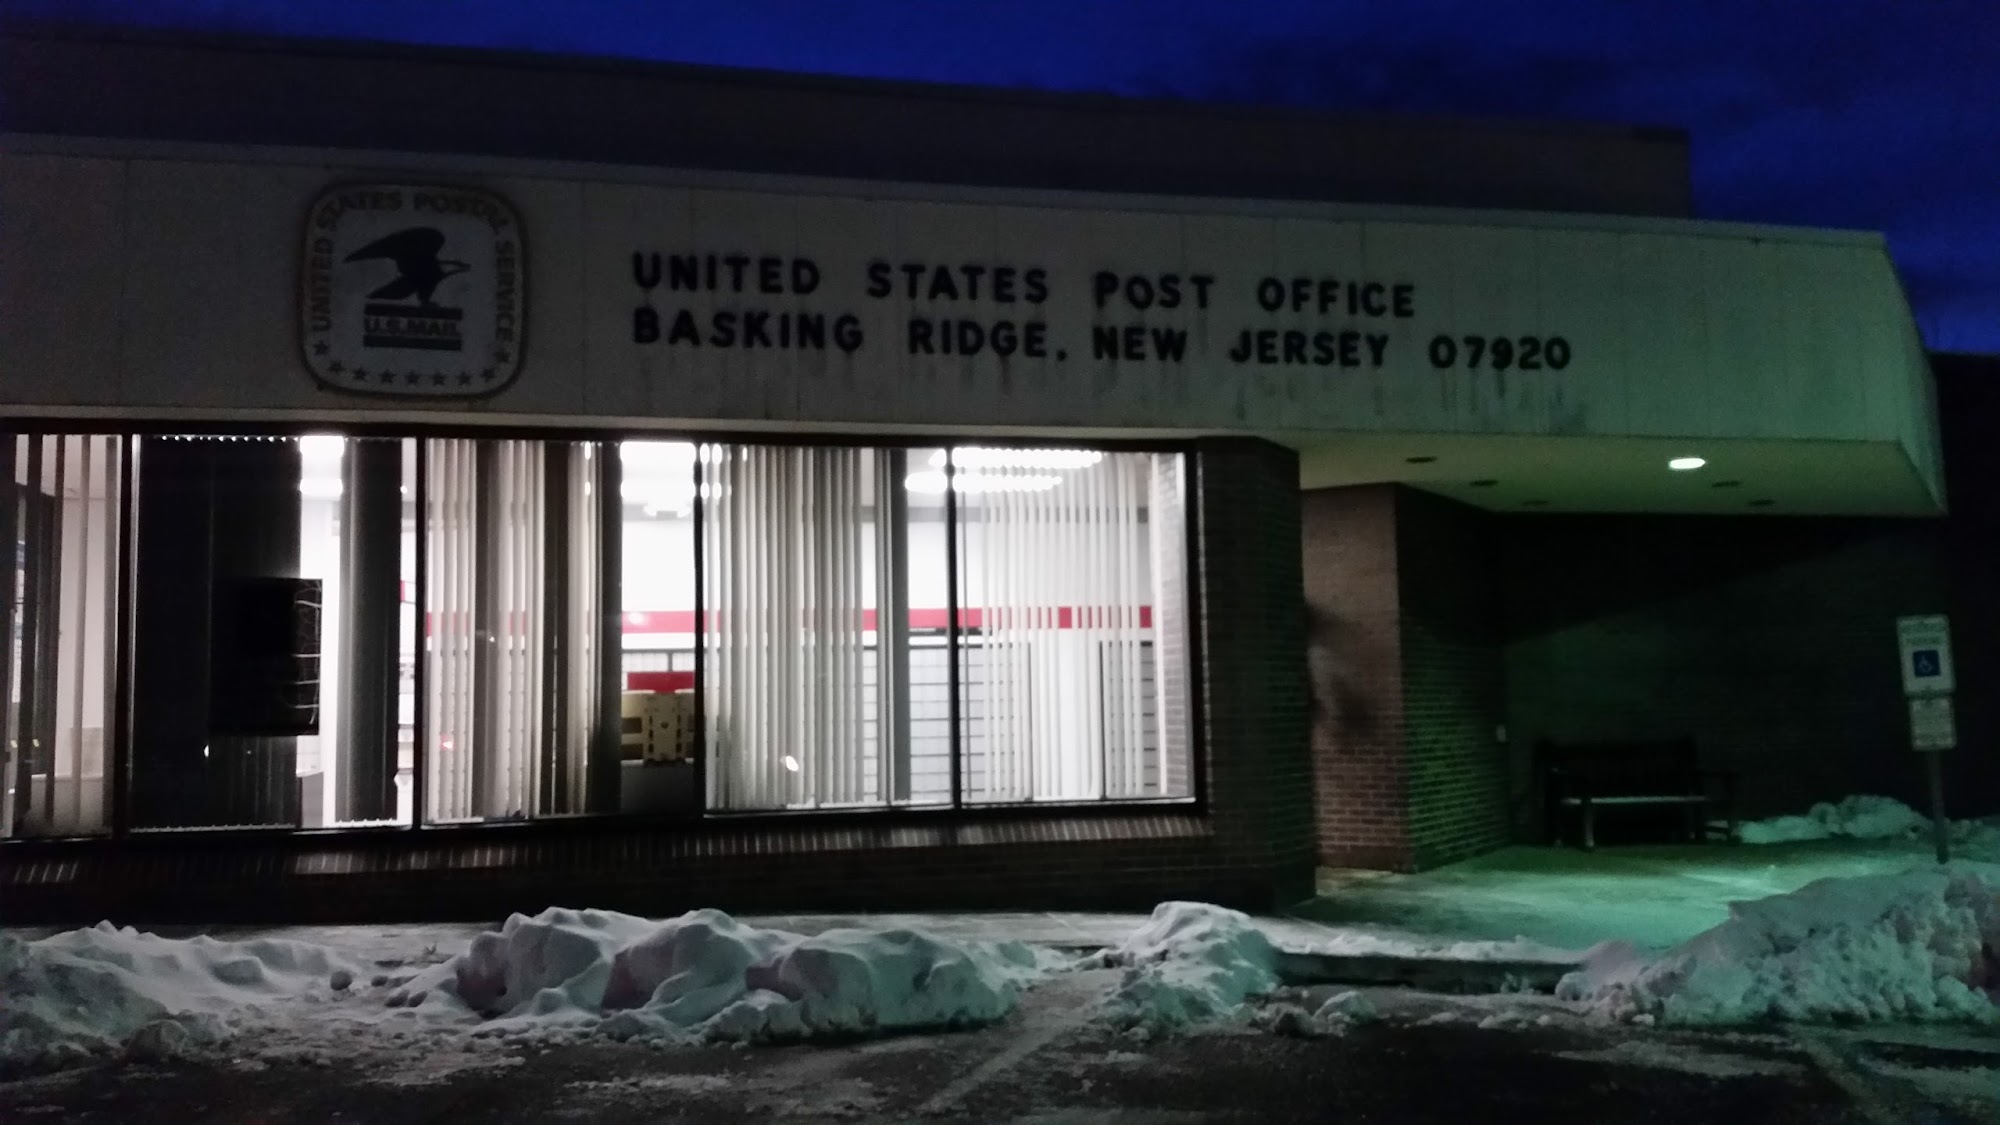 UNITED STATES POSTAL SERVICE
U.S.MAIL
UNITED STATES POST OFFICE
BASKING RIDGE, NEW JERSEY 07920